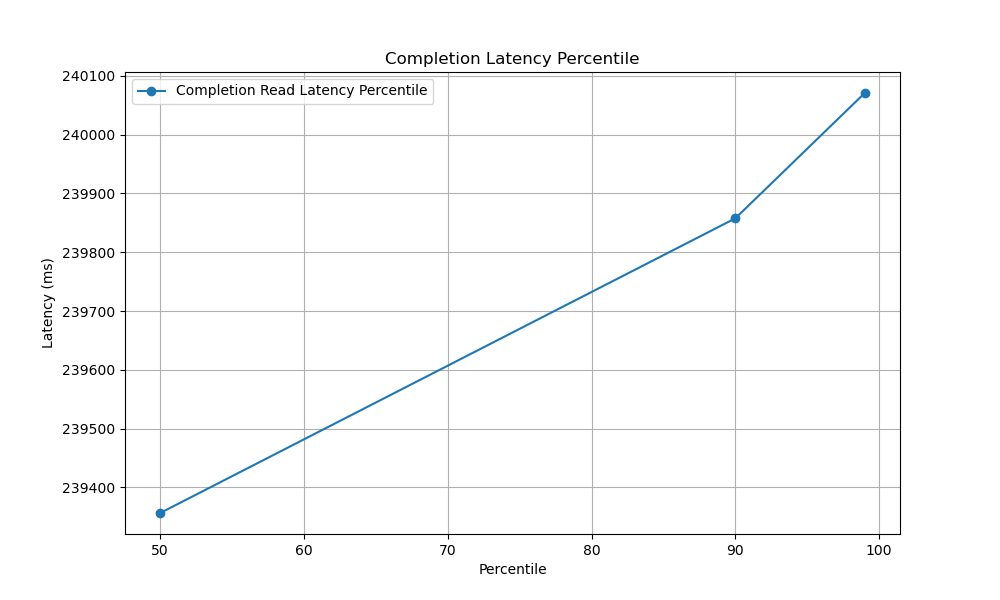 Completion Latency Percentile
Completion Read Latency Percentile
240100
240000
239900
239800
239700
239600
239500
239400
Latency (ms)
50 60 70 80 90 100
Percentile